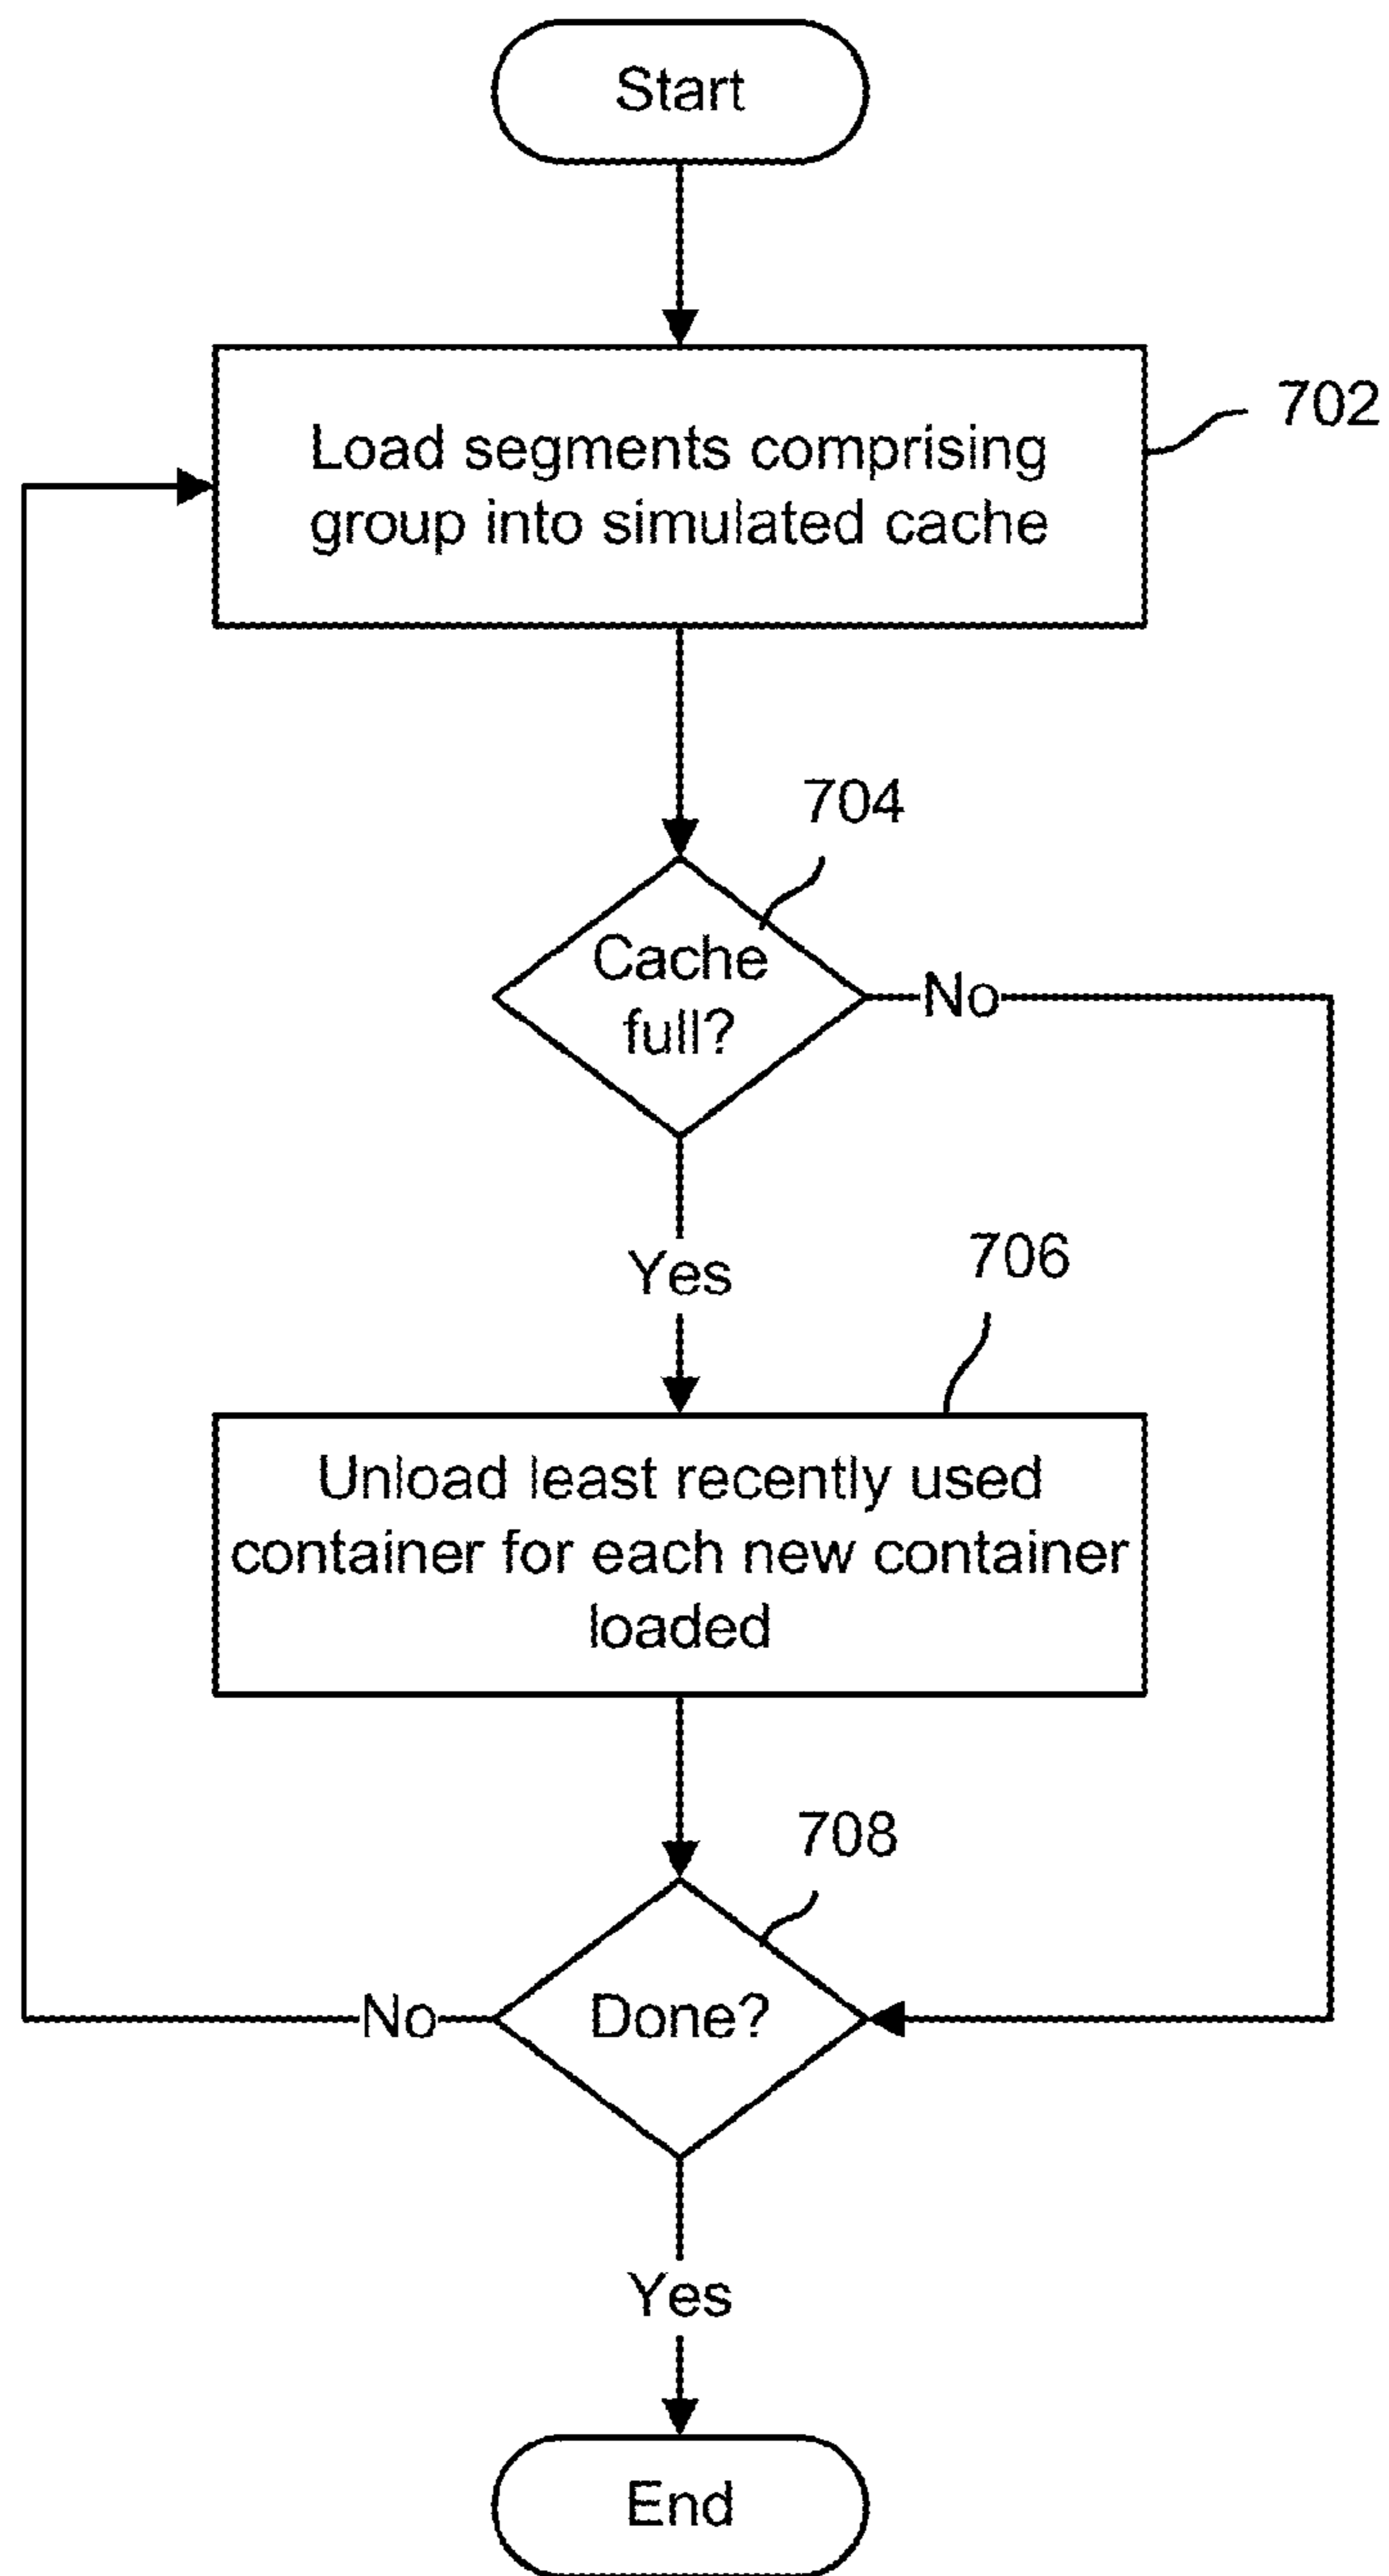 Start
702
Load segments comprising
group into simulated cache
704
Cache
full?
No
Yes
706
Unload least recently used
container for each new container
loaded
708
Done?
No
Yes
End